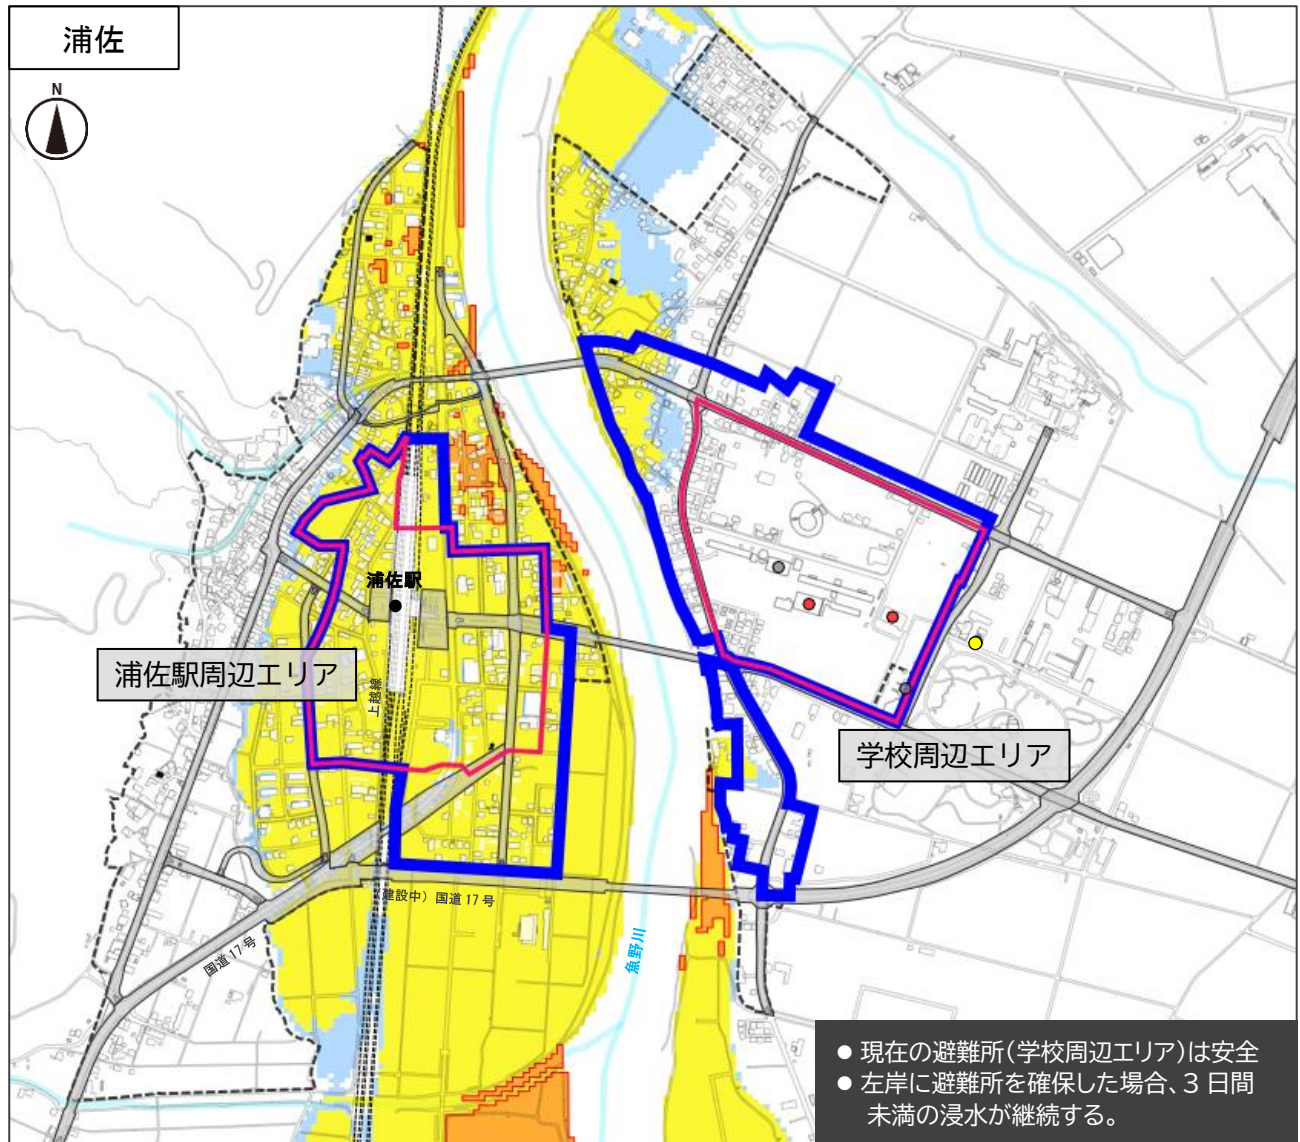 浦佐
N
浦佐駅
浦佐駅周辺エリア
上越線
学校周辺エリア
(建設中) 国道 17 号
国道 17 号
魚野川
● 現在の避難所(学校周辺エリア)は安全
● 左岸に避難所を確保した場合、3 日間
未満の浸水が継続する。